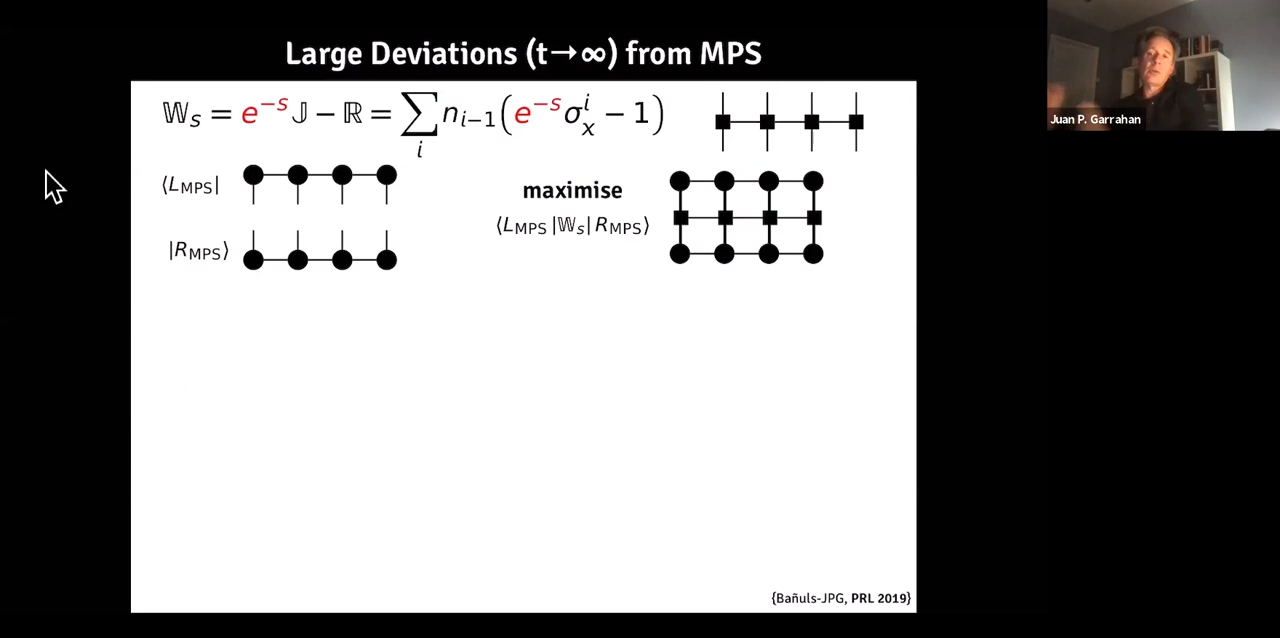 Large Deviations (t→∞) from MPS
𝕎ₛ = e⁻ˢ 𝕁 − ℝ = ∑ᵢ nᵢ₋₁(e⁻ˢσₓⁱ − 1)
⟨L_MPS|
maximise
⟨L_MPS|𝕎ₛ|R_MPS⟩
|R_MPS⟩
{Bañuls-JPG, PRL 2019}
Juan P. Garrahan